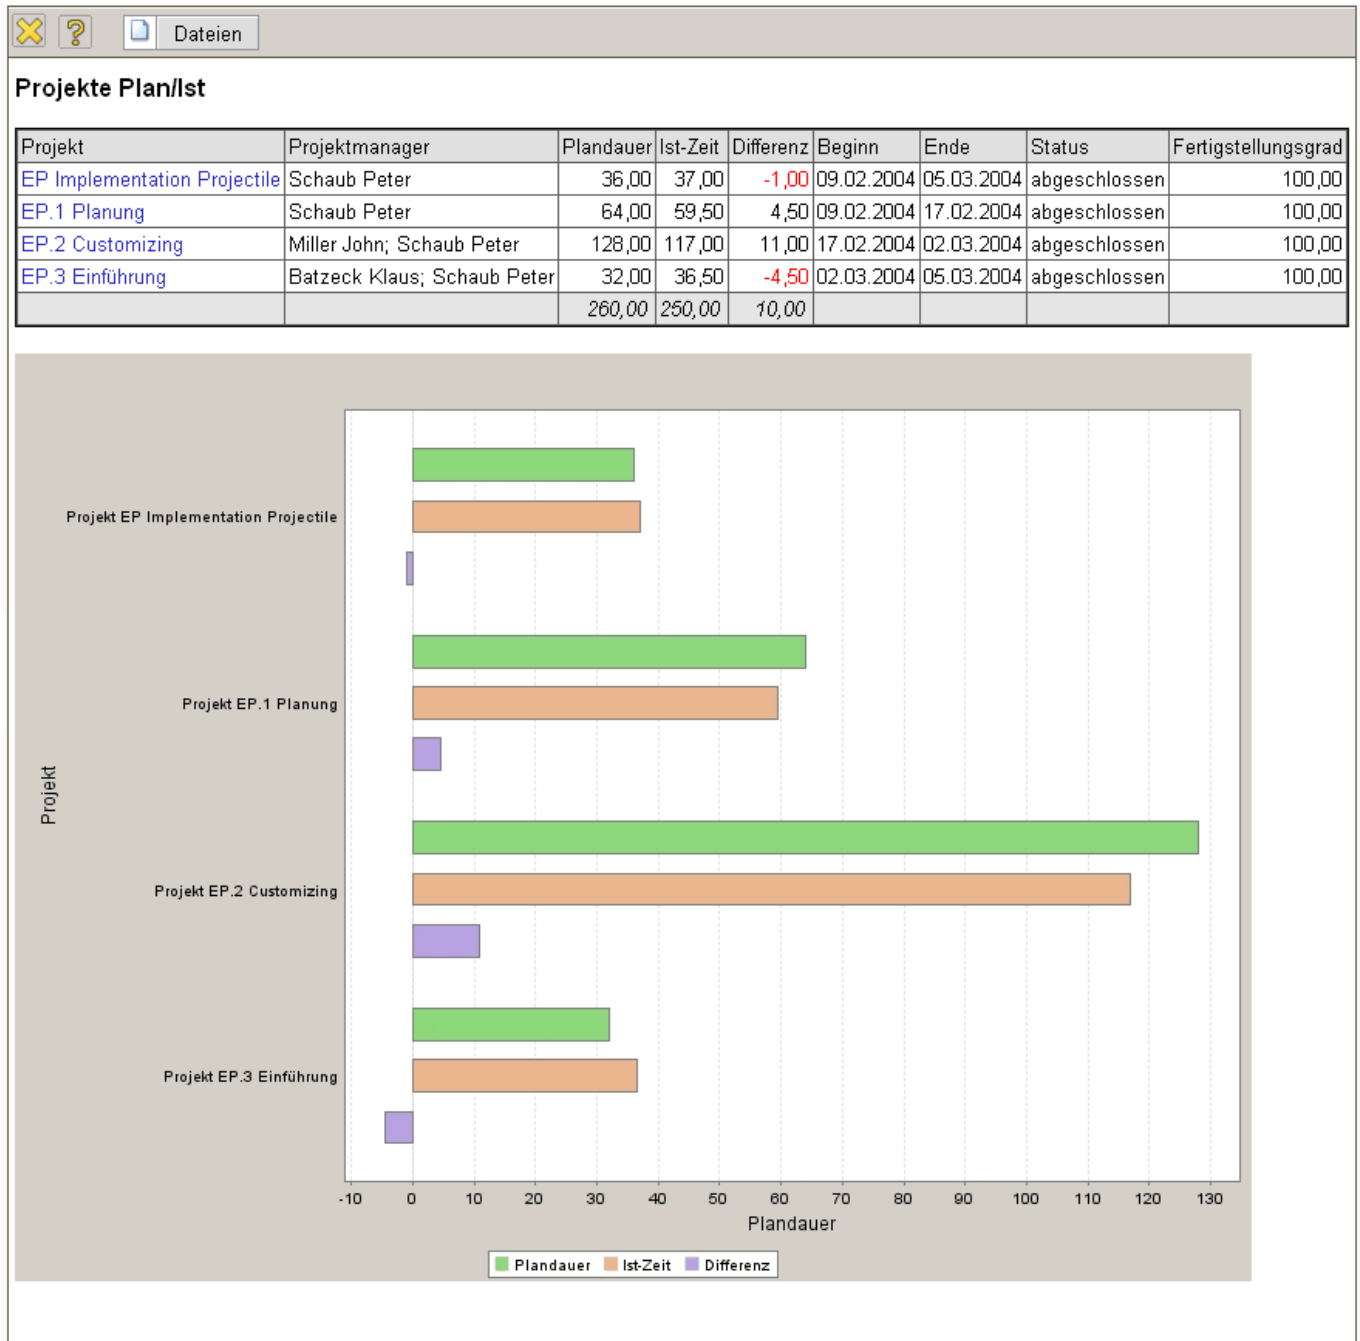 Dateien
Projekte Plan/Ist
Projekt Projektmanager Plandauer Ist-Zeit Differenz Beginn Ende Status Fertigstellungsgrad
EP Implementation Projectile Schaub Peter 36,00 37,00 -1,00 09.02.2004 05.03.2004 abgeschlossen 100,00
EP.1 Planung Schaub Peter 64,00 59,50 4,50 09.02.2004 17.02.2004 abgeschlossen 100,00
EP.2 Customizing Miller John; Schaub Peter 128,00 117,00 11,00 17.02.2004 02.03.2004 abgeschlossen 100,00
EP.3 Einführung Batzeck Klaus; Schaub Peter 32,00 36,50 -4,50 02.03.2004 05.03.2004 abgeschlossen 100,00
260,00 250,00 10,00
Projekt EP Implementation Projectile
Projekt EP.1 Planung
Projekt
Projekt EP.2 Customizing
Projekt EP.3 Einführung
-10 0 10 20 30 40 50 60 70 80 90 100 110 120 130
Plandauer
Plandauer Ist-Zeit Differenz